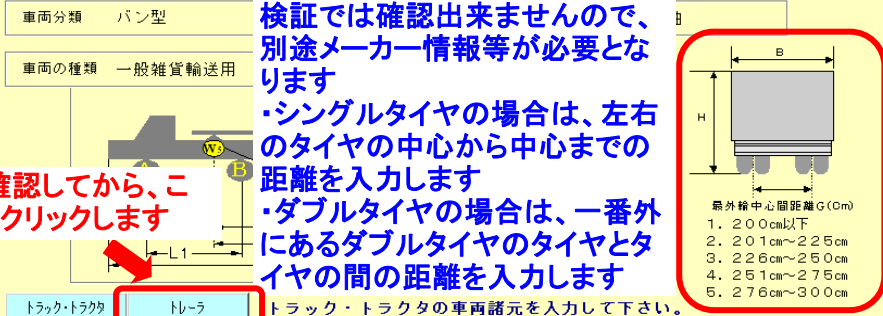 車両分類 バン型
車両の種類 一般雑貨輸送用
検証では確認出来ませんので、
別途メーカー情報等が必要とな
ります
・シングルタイヤの場合は、左右
のタイヤの中心から中心までの
距離を入力します
・ダブルタイヤの場合は、一番外
にあるダブルタイヤのタイヤとタ
イヤの間の距離を入力します
W5
B
確認してから、こ
クリックします
L1
B
H
最外輪中心間距離G(cm)
1. 200cm以下
2. 201cm〜225cm
3. 226cm〜250cm
4. 251cm〜275cm
5. 276cm〜300cm
トラック・トラクタ
トレーラ
トラック・トラクタの車両諸元を入力して下さい。